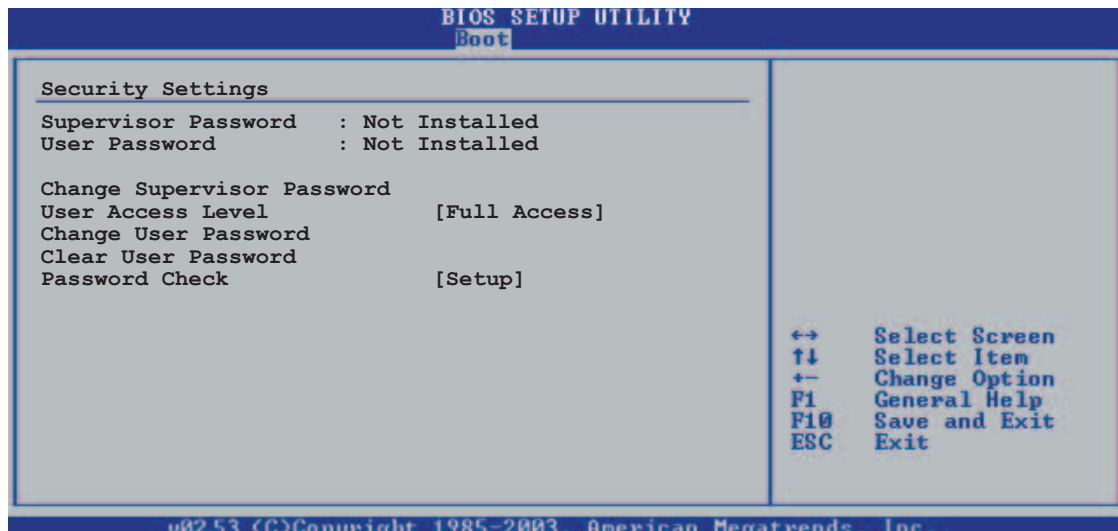 BIOS SETUP UTILITY
Boot
Security Settings
Supervisor Password : Not Installed
User Password : Not Installed
Change Supervisor Password
User Access Level [Full Access]
Change User Password
Clear User Password
Password Check [Setup]
←→ Select Screen
↑↓ Select Item
+- Change Option
F1 General Help
F10 Save and Exit
ESC Exit
v02.53 (C)Copyright 1985-2003, American Megatrends, Inc.